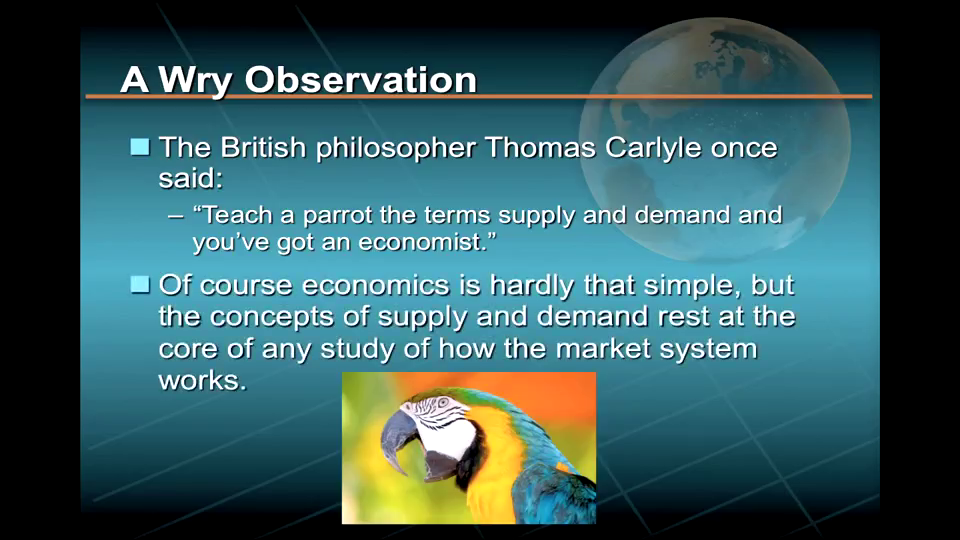 A Wry Observation
The British philosopher Thomas Carlyle once
said:
– “Teach a parrot the terms supply and demand and
you’ve got an economist.”
Of course economics is hardly that simple, but
the concepts of supply and demand rest at the
core of any study of how the market system
works.